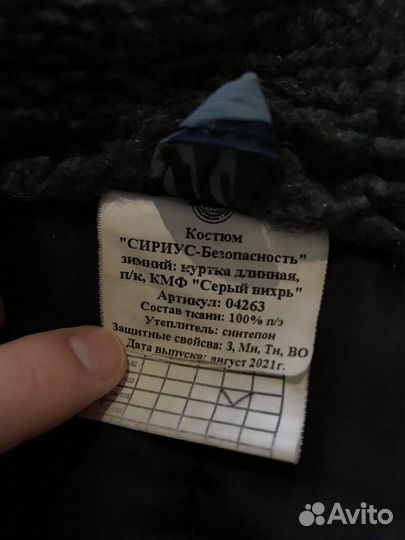 Костюм
"СИРИУС-Безопасность"
зимний: куртка длинная,
п/к, КМФ "Серый вихрь"
Артикул: 04263
Состав ткани: 100% п/э
Утеплитель: синтепон
Защитные свойсва: З, Ми, Тн, ВО
Дата выпуска: август 2021г.
Avito